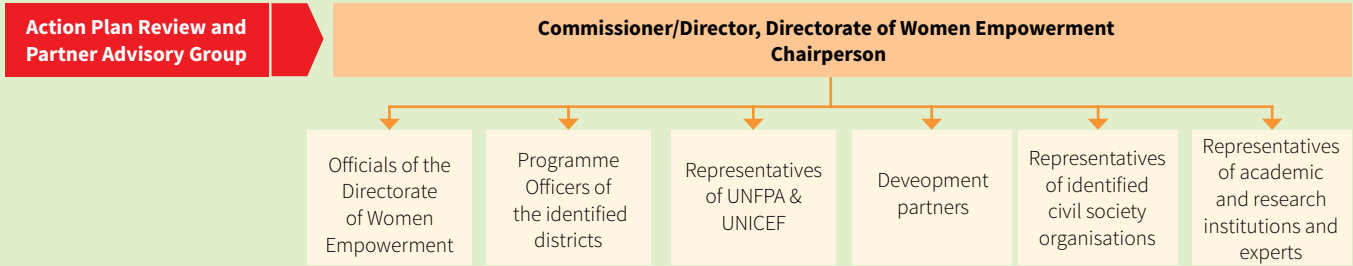 Action Plan Review and
Partner Advisory Group
Commissioner/Director, Directorate of Women Empowerment
Chairperson
Officials of the
Directorate
of Women
Empowerment
Programme
Officers of
the identified
districts
Representatives
of UNFPA &
UNICEF
Deveopment
partners
Representatives
of identified
civil society
organisations
Representatives
of academic
and research
institutions and
experts